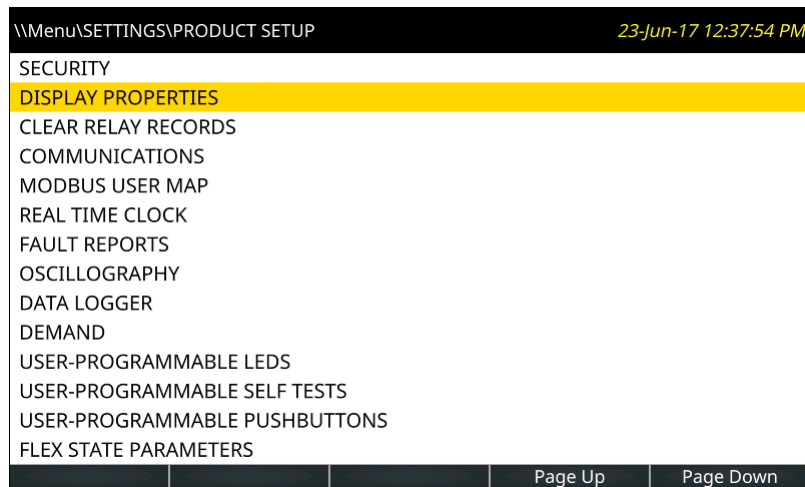 \\Menu\SETTINGS\PRODUCT SETUP 23-Jun-17 12:37:54 PM
SECURITY
DISPLAY PROPERTIES
CLEAR RELAY RECORDS
COMMUNICATIONS
MODBUS USER MAP
REAL TIME CLOCK
FAULT REPORTS
OSCILLOGRAPHY
DATA LOGGER
DEMAND
USER-PROGRAMMABLE LEDS
USER-PROGRAMMABLE SELF TESTS
USER-PROGRAMMABLE PUSHBUTTONS
FLEX STATE PARAMETERS
Page Up Page Down